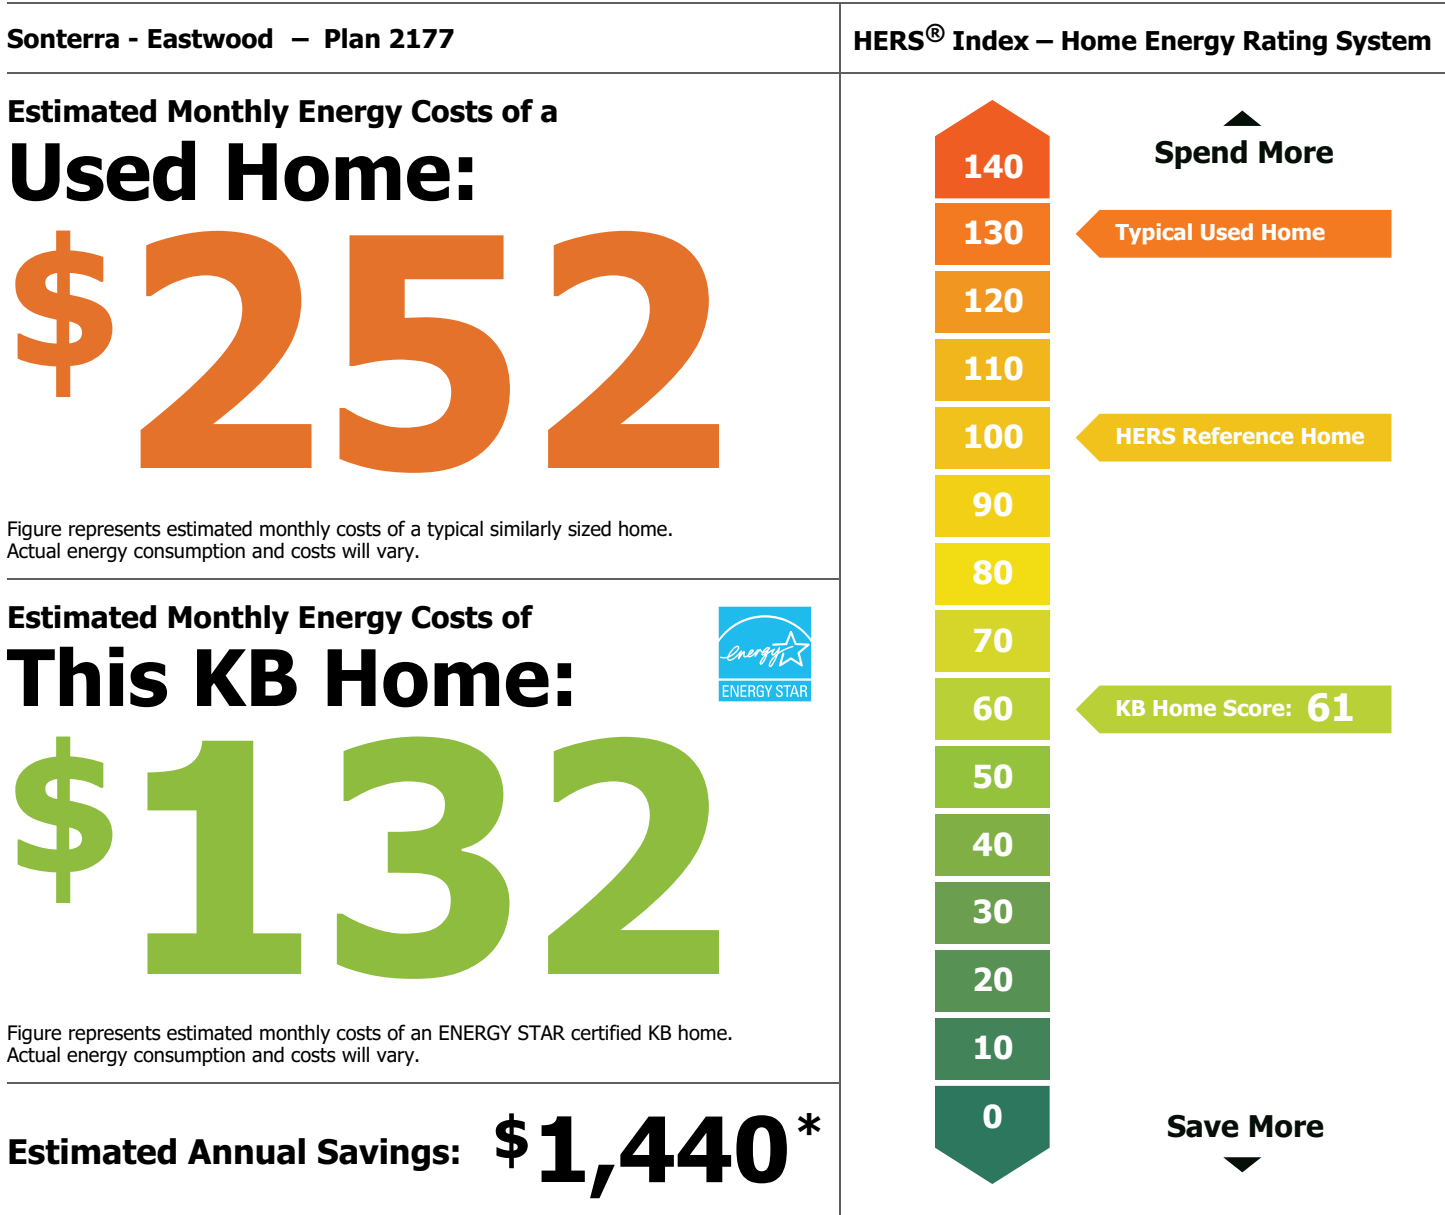 Sonterra - Eastwood – Plan 2177
Estimated Monthly Energy Costs of a
Used Home:
$252
Figure represents estimated monthly costs of a typical similarly sized home.
Actual energy consumption and costs will vary.
Estimated Monthly Energy Costs of
This KB Home:
energy
ENERGY STAR
$132
Figure represents estimated monthly costs of an ENERGY STAR certified KB home.
Actual energy consumption and costs will vary.
Estimated Annual Savings: $1,440*
HERS® Index – Home Energy Rating System
Spend More
140
130
Typical Used Home
120
110
100
HERS Reference Home
90
80
70
60
KB Home Score: 61
50
40
30
20
10
0
Save More